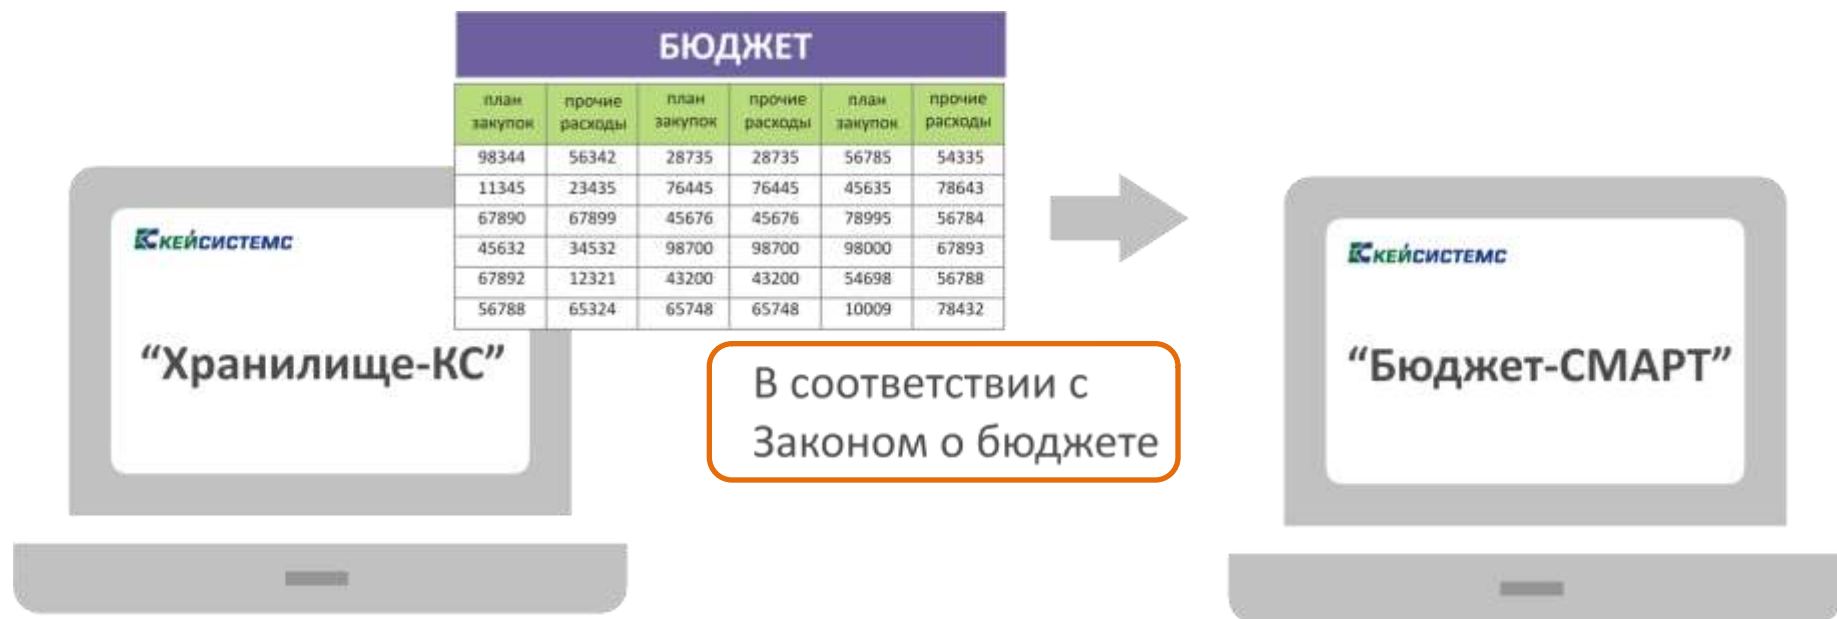 БЮДЖЕТ
план закупок прочие расходы план закупок прочие расходы план закупок прочие расходы
98344 56342 28735 28735 56785 54335
11345 23435 76445 76445 45635 78643
67890 67899 45676 45676 78995 56784
45632 34532 98700 98700 98000 67893
67892 12321 43200 43200 54698 56788
56788 65324 65748 65748 10009 78432
КЕЙСИСТЕМС
“Хранилище-КС”
В соответствии с
Законом о бюджете
КЕЙСИСТЕМС
“Бюджет-СМАРТ”